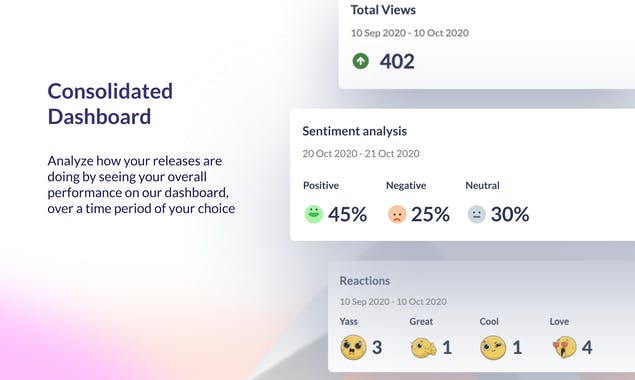 Consolidated
Dashboard
Analyze how your releases are
doing by seeing your overall
performance on our dashboard,
over a time period of your choice
Total Views
10 Sep 2020 - 10 Oct 2020
402
Sentiment analysis
20 Oct 2020 - 21 Oct 2020
Positive Negative Neutral
45% 25% 30%
Reactions
10 Sep 2020 - 10 Oct 2020
Yass Great Cool Love
3 1 1 4